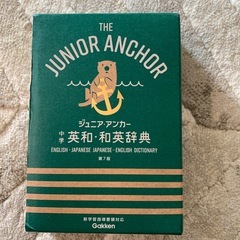 THE
JUNIOR ANCHOR
ジュニア・アンカー
中学 英和・和英辞典
ENGLISH - JAPANESE JAPANESE - ENGLISH DICTIONARY
第7版
新学習指導要領対応
Gakken